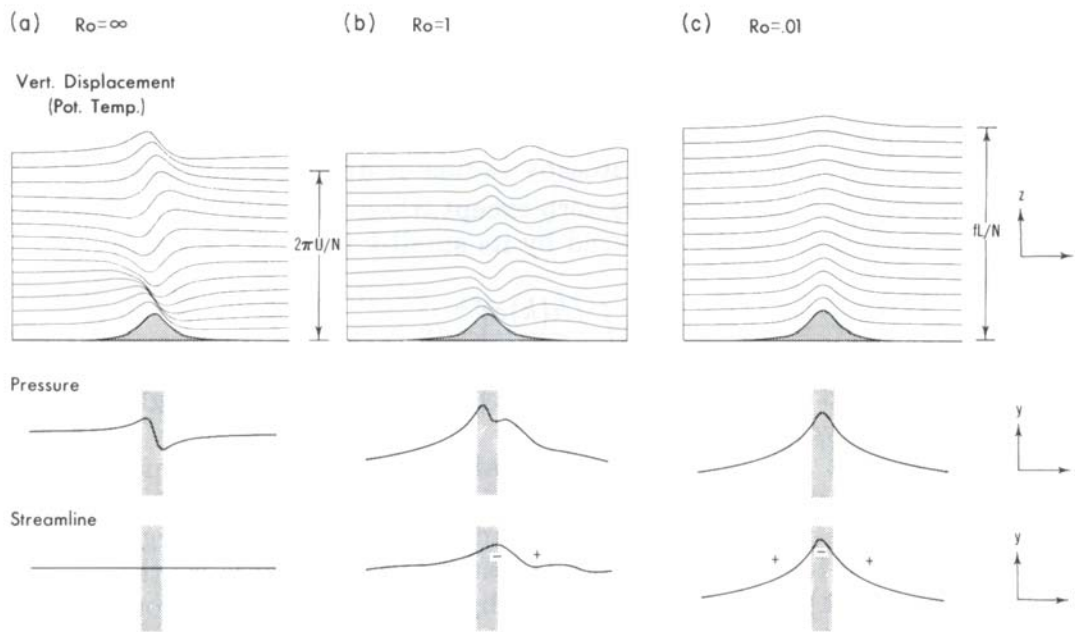 (a) Ro=∞
(b) Ro=1
(c) Ro=.01
Vert. Displacement
(Pot. Temp.)
2πU/N
fL/N
z
Pressure
y
Streamline
− +
+ − +
y